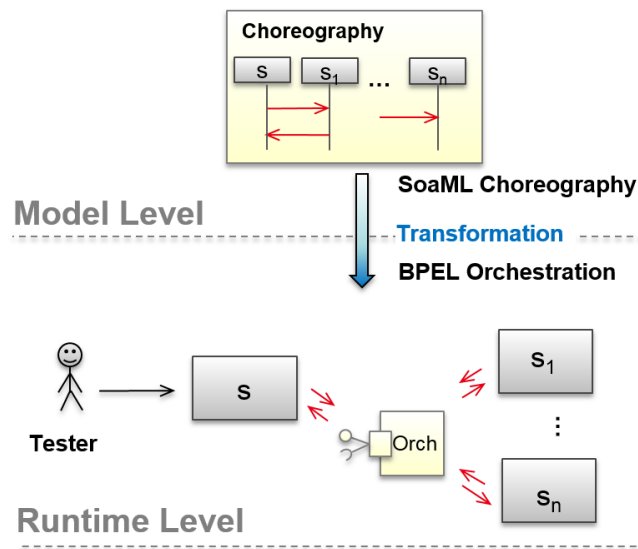 Choreography
S S1 ... Sn
SoaML Choreography
Model Level
Transformation
BPEL Orchestration
S1
S
Tester
Orch
...
Sn
Runtime Level